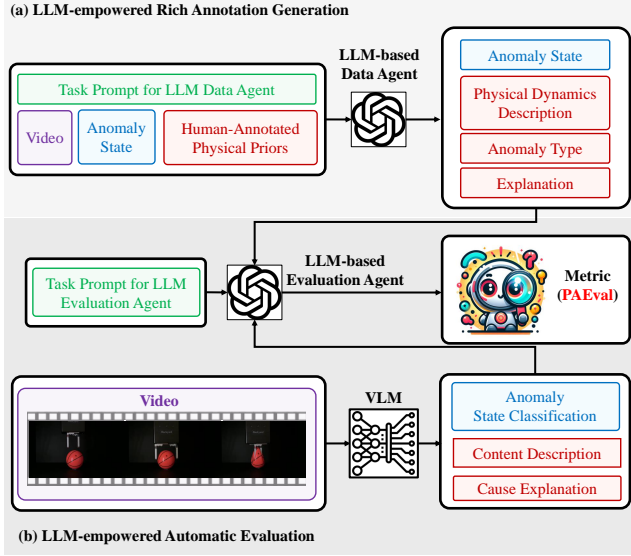 (a) LLM-empowered Rich Annotation Generation
Task Prompt for LLM Data Agent
Video
Anomaly
State
Human-Annotated
Physical Priors
LLM-based
Data Agent
Anomaly State
Physical Dynamics
Description
Anomaly Type
Explanation
Task Prompt for LLM
Evaluation Agent
LLM-based
Evaluation Agent
Metric
(PAEval)
Video
VLM
Anomaly
State Classification
Content Description
Cause Explanation
(b) LLM-empowered Automatic Evaluation